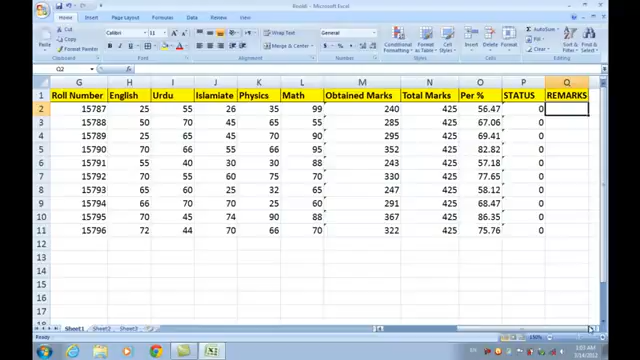 Result - Microsoft Excel
Home Insert Page Layout Formulas Data Review View
Cut
Copy
Format Painter
Clipboard
Calibri 11
Font
Wrap Text
Merge & Center
Alignment
General
Number
Conditional Formatting
Format as Table
Cell Styles
Styles
Insert Delete Format
Cells
AutoSum
Fill
Clear
Sort & Filter
Find & Select
Editing
Q2
G H I J K L M N O P Q
1 Roll Number English Urdu Islamiate Physics Math Obtained Marks Total Marks Per % STATUS REMARKS
2 15787 25 55 26 35 99 240 425 56.47 0
3 15788 50 70 45 65 55 285 425 67.06 0
4 15789 65 65 45 70 90 295 425 69.41 0
5 15790 70 66 55 66 95 352 425 82.82 0
6 15791 55 40 30 30 88 243 425 57.18 0
7 15792 70 55 60 75 70 330 425 77.65 0
8 15793 65 60 25 32 65 247 425 58.12 0
9 15794 66 70 70 25 60 291 425 68.47 0
10 15795 70 45 74 90 88 367 425 86.35 0
11 15796 72 44 70 66 70 322 425 75.76 0
12
13
14
15
16
17
18
Sheet1 Sheet2 Sheet3
Ready
150%
EN
1:03 AM
7/14/2012